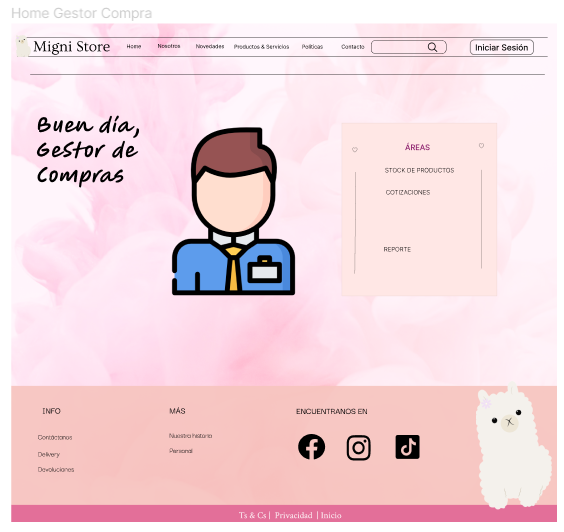 Home Gestor Compra
Migni Store Home Nosotros Novedades Productos & Servicios Políticas Contacto Iniciar Sesión
Buen día,
Gestor de
Compras
ÁREAS
STOCK DE PRODUCTOS
COTIZACIONES
REPORTE
INFO
Contáctanos
Delivery
Devoluciones
MÁS
Nuestra historia
Personal
ENCUENTRANOS EN
Ts & Cs | Privacidad | Inicio